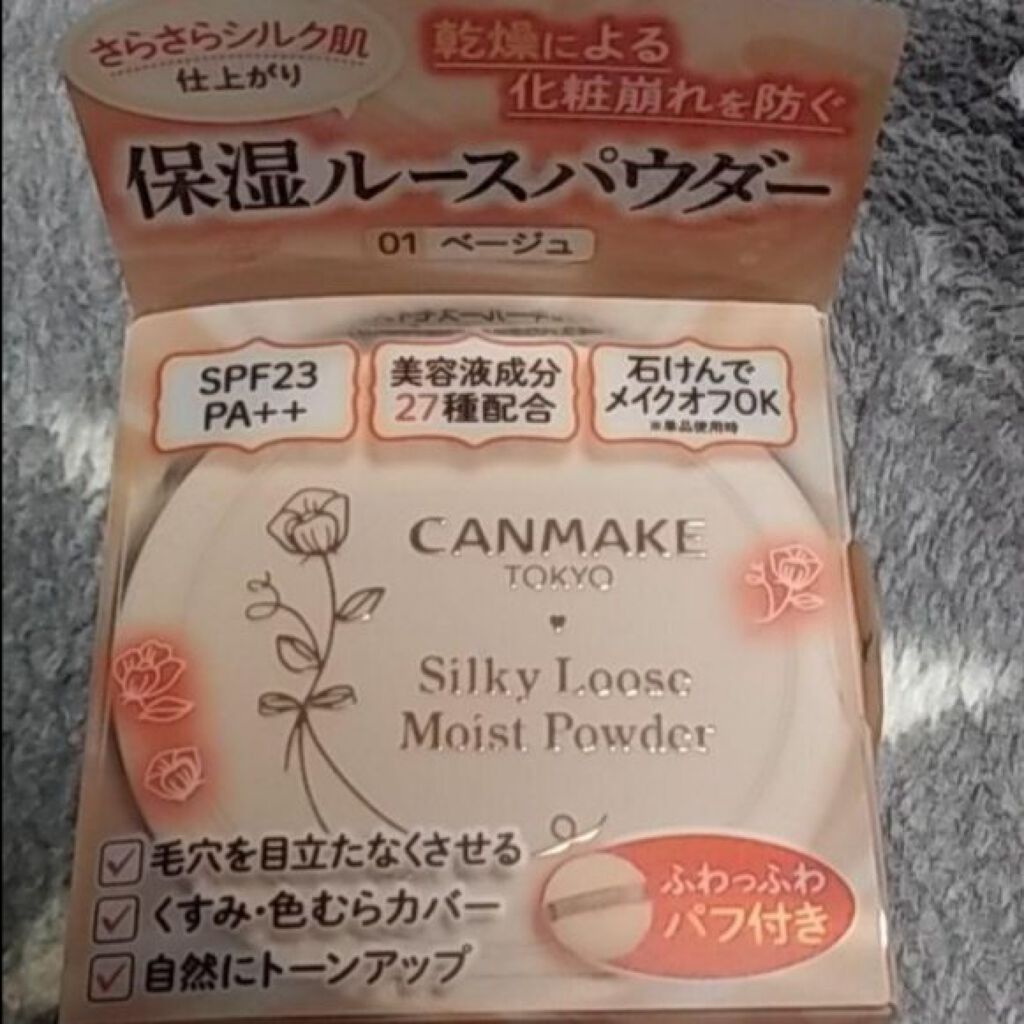 さらさらシルク肌
仕上がり
乾燥による
化粧崩れを防ぐ
保湿ルースパウダー
01 ベージュ
SPF23
PA++
美容液成分
27種配合
石けんで
メイクオフOK
※単品使用時
CANMAKE
TOKYO
Silky Loose
Moist Powder
毛穴を目立たなくさせる
くすみ・色むらカバー
自然にトーンアップ
ふわっふわ
パフ付き